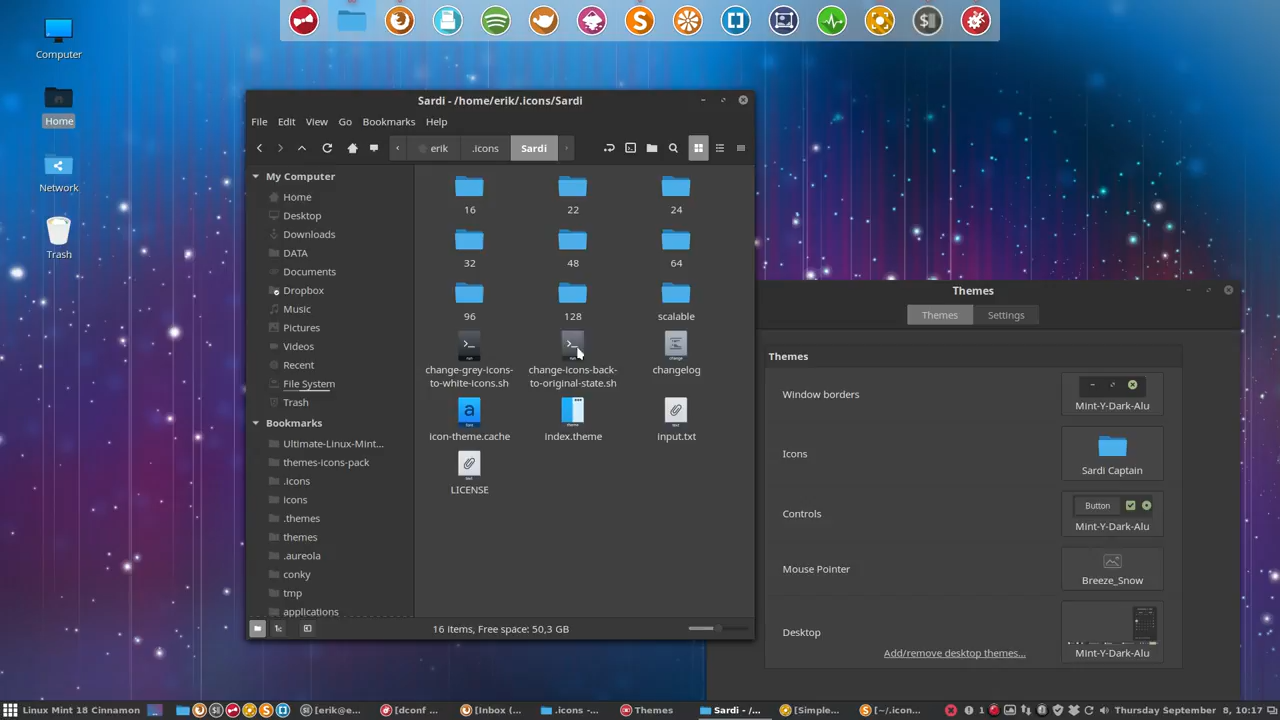 Computer
Home
Network
Trash
Sardi - /home/erik/.icons/Sardi
File Edit View Go Bookmarks Help
erik .icons Sardi
My Computer
Home
Desktop
Downloads
DATA
Documents
Dropbox
Music
Pictures
Videos
Recent
File System
Trash
Bookmarks
Ultimate-Linux-Mint...
themes-icons-pack
.icons
icons
.themes
themes
.aureola
conky
tmp
applications
16 22 24
32 48 64
96 128 scalable
change-grey-icons-
to-white-icons.sh
change-icons-back-
to-original-state.sh
changelog
icon-theme.cache
index.theme
input.txt
LICENSE
16 items, Free space: 50,3 GB
Themes
Themes Settings
Themes
Window borders
Mint-Y-Dark-Alu
Icons
Sardi Captain
Controls
Button
Mint-Y-Dark-Alu
Mouse Pointer
Breeze_Snow
Desktop
Mint-Y-Dark-Alu
Add/remove desktop themes...
Linux Mint 18 Cinnamon [erik@e... [dconf ... [Inbox (... .icons -... Themes Sardi - /... [Simple... [~/.icon... 1 Thursday September 8, 10:17